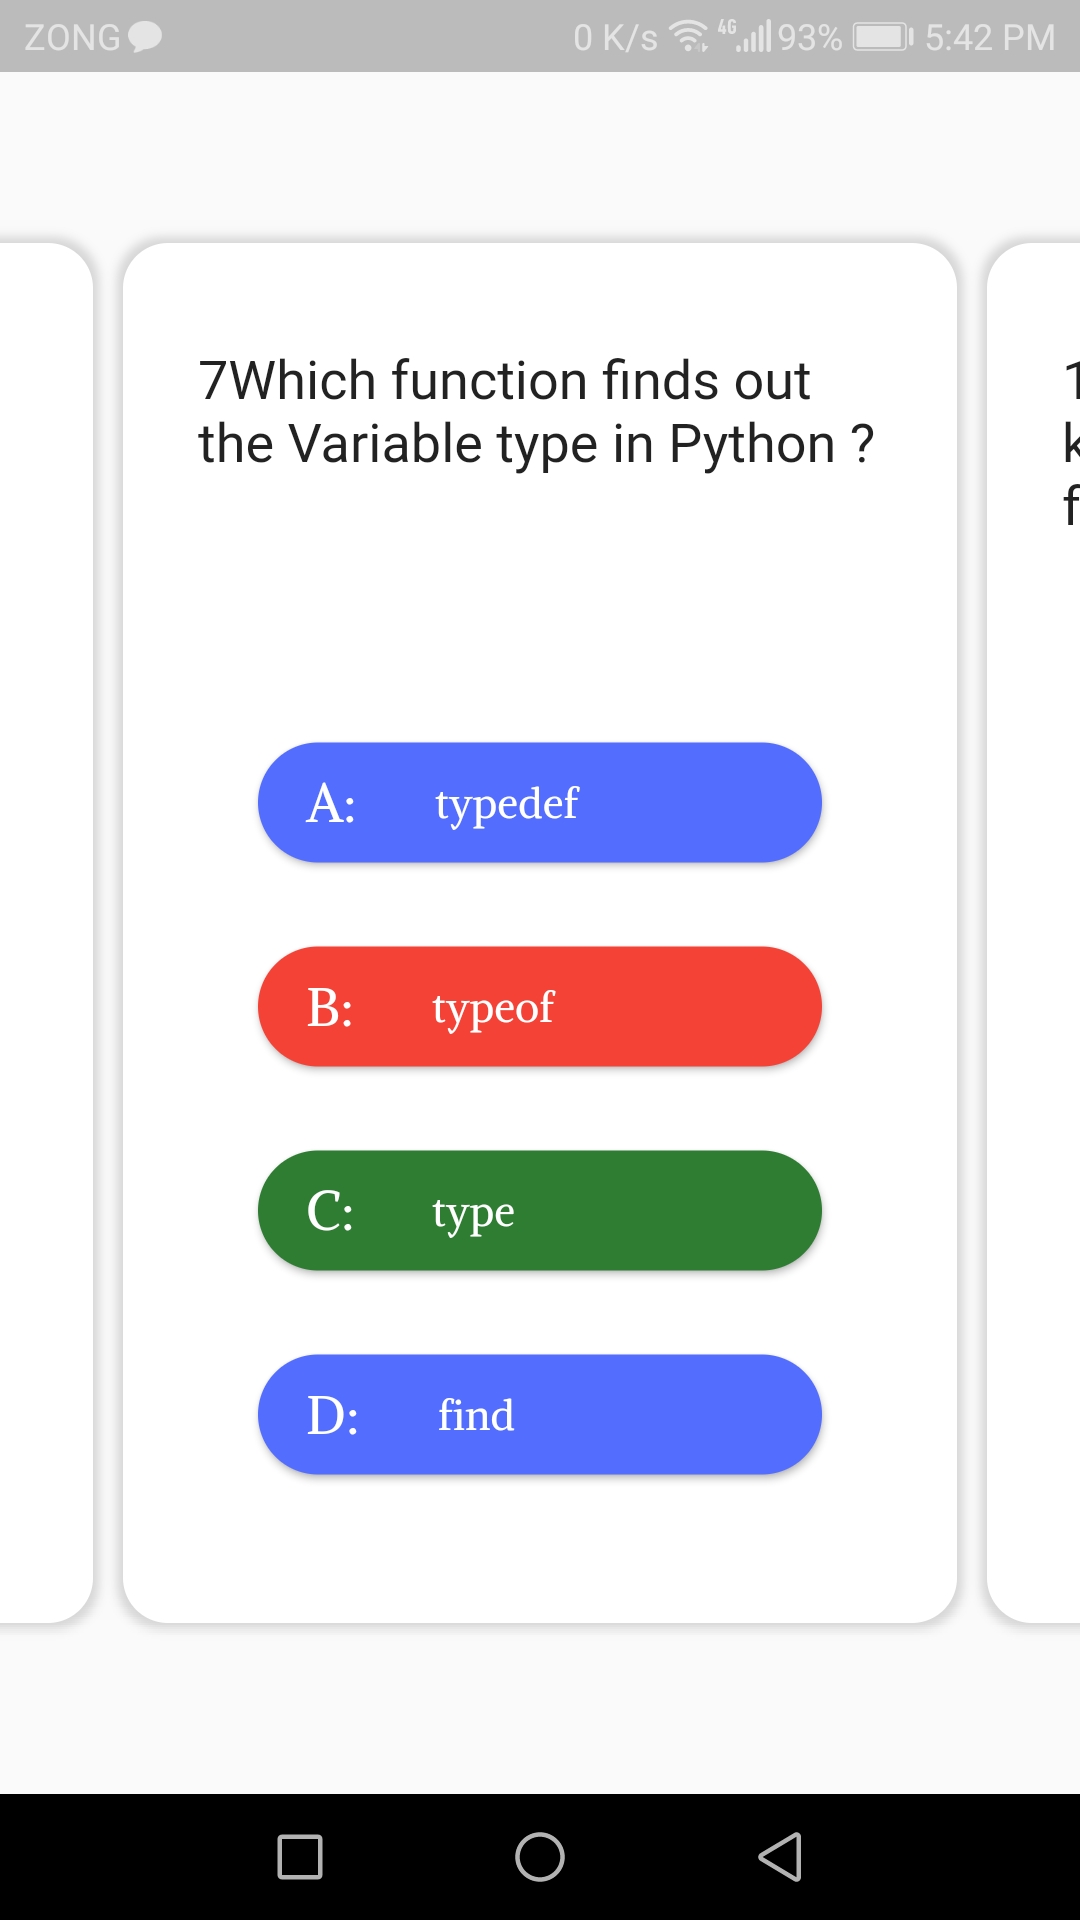 ZONG
0 K/s 4G 93% 5:42 PM
7Which function finds out
the Variable type in Python ?
1
k
f
A: typedef
B: typeof
C: type
D: find